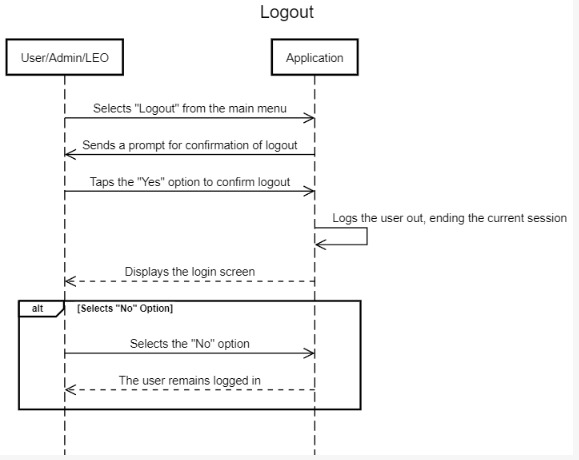 Logout
User/Admin/LEO
Application
Selects "Logout" from the main menu
Sends a prompt for confirmation of logout
Taps the "Yes" option to confirm logout
Logs the user out, ending the current session
Displays the login screen
alt
[Selects "No" Option]
Selects the "No" option
The user remains logged in